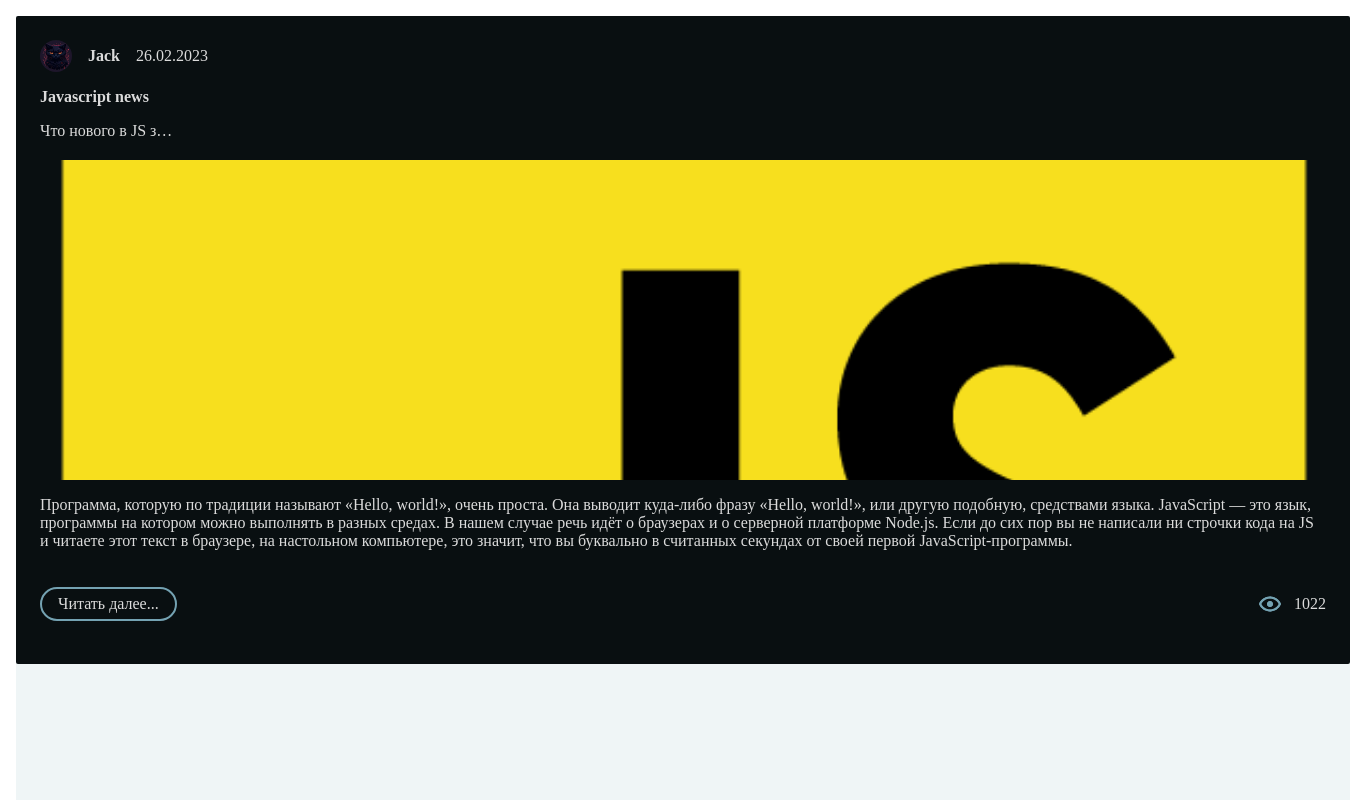 Jack 26.02.2023
Javascript news
Что нового в JS з…
JS
Программа, которую по традиции называют «Hello, world!», очень проста. Она выводит куда-либо фразу «Hello, world!», или другую подобную, средствами языка. JavaScript — это язык,
программы на котором можно выполнять в разных средах. В нашем случае речь идёт о браузерах и о серверной платформе Node.js. Если до сих пор вы не написали ни строчки кода на JS
и читаете этот текст в браузере, на настольном компьютере, это значит, что вы буквально в считанных секундах от своей первой JavaScript-программы.
Читать далее... 1022